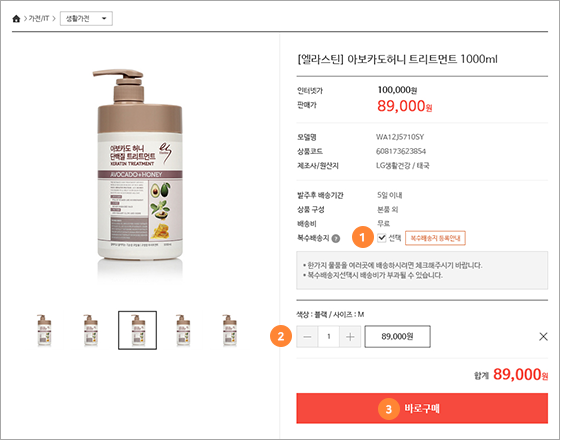 가전/IT
생활가전
[엘라스틴] 아보카도허니 트리트먼트 1000ml
인터넷가 100,000원
판매가 89,000원
모델명 WA12J5710SY
상품코드 608173623854
제조사/원산지 LG생활건강 / 태국
발주후 배송기간 5일 이내
상품 구성 본품 외
배송비 무료
복수배송지 ? 1 선택 복수배송지 등록안내
* 한가지 물품을 여러곳에 배송하시려면 체크해주시기 바랍니다.
* 복수배송지선택시 배송비가 부과될 수 있습니다.
색상 : 블랙 / 사이즈 : M
2 1 89,000원
합계 89,000원
3 바로구매
아보카도 허니
단백질 트리트먼트
KERATIN TREATMENT
AVOCADO+HONEY